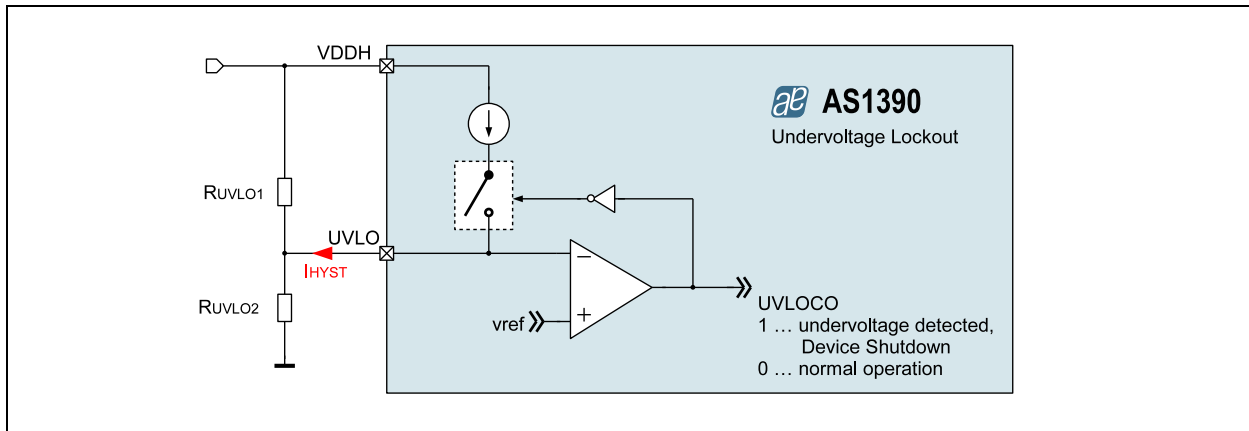 VDDH
AS1390
Undervoltage Lockout
RUVLO1
UVLO
IHYST
RUVLO2
vref
−
+
UVLOCO
1 ... undervoltage detected,
Device Shutdown
0 ... normal operation